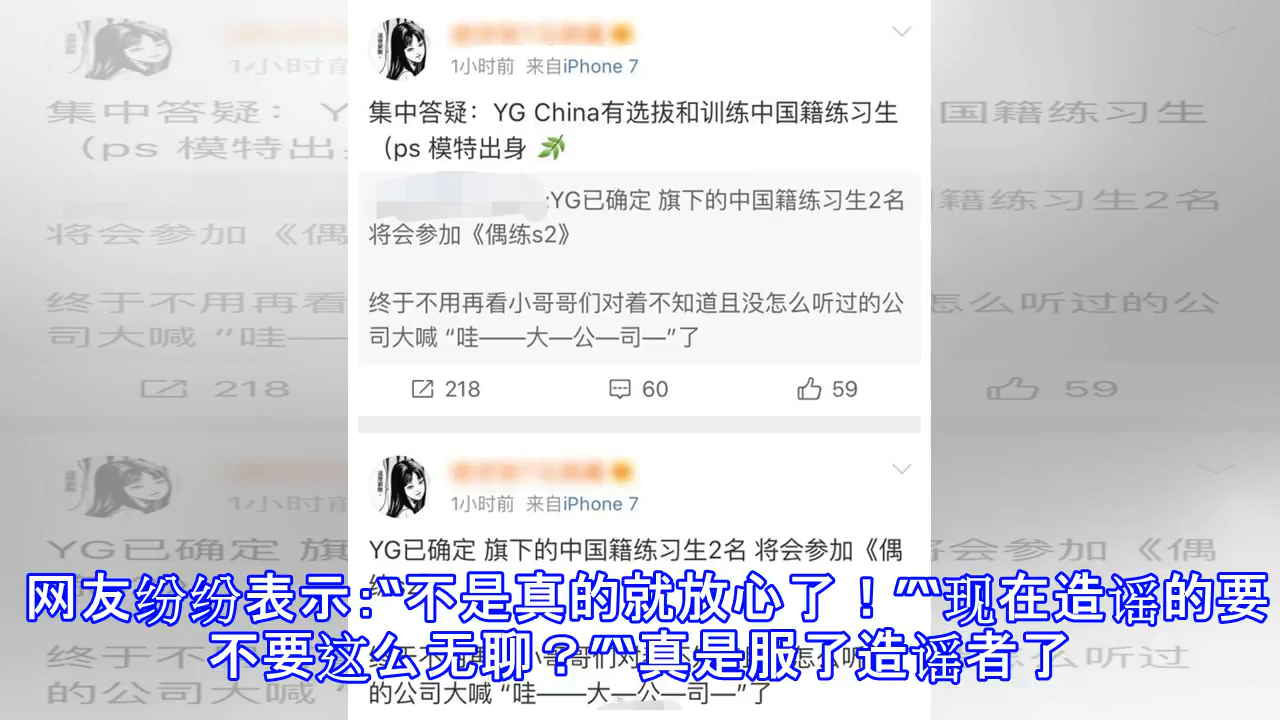 1小时前 来自iPhone 7
集中答疑：YG China有选拔和训练中国籍练习生
（ps 模特出身
:YG已确定 旗下的中国籍练习生2名
将会参加《偶练s2》
终于不用再看小哥哥们对着不知道且没怎么听过的公
司大喊 “哇——大—公—司—”了
218 60 59
1小时前 来自iPhone 7
YG已确定 旗下的中国籍练习生2名 将会参加《偶
网友纷纷表示:“不是真的就放心了！”“现在造谣的要
不要这么无聊？”“真是服了造谣者了
的公司大喊 “哇——大—公—司—”了